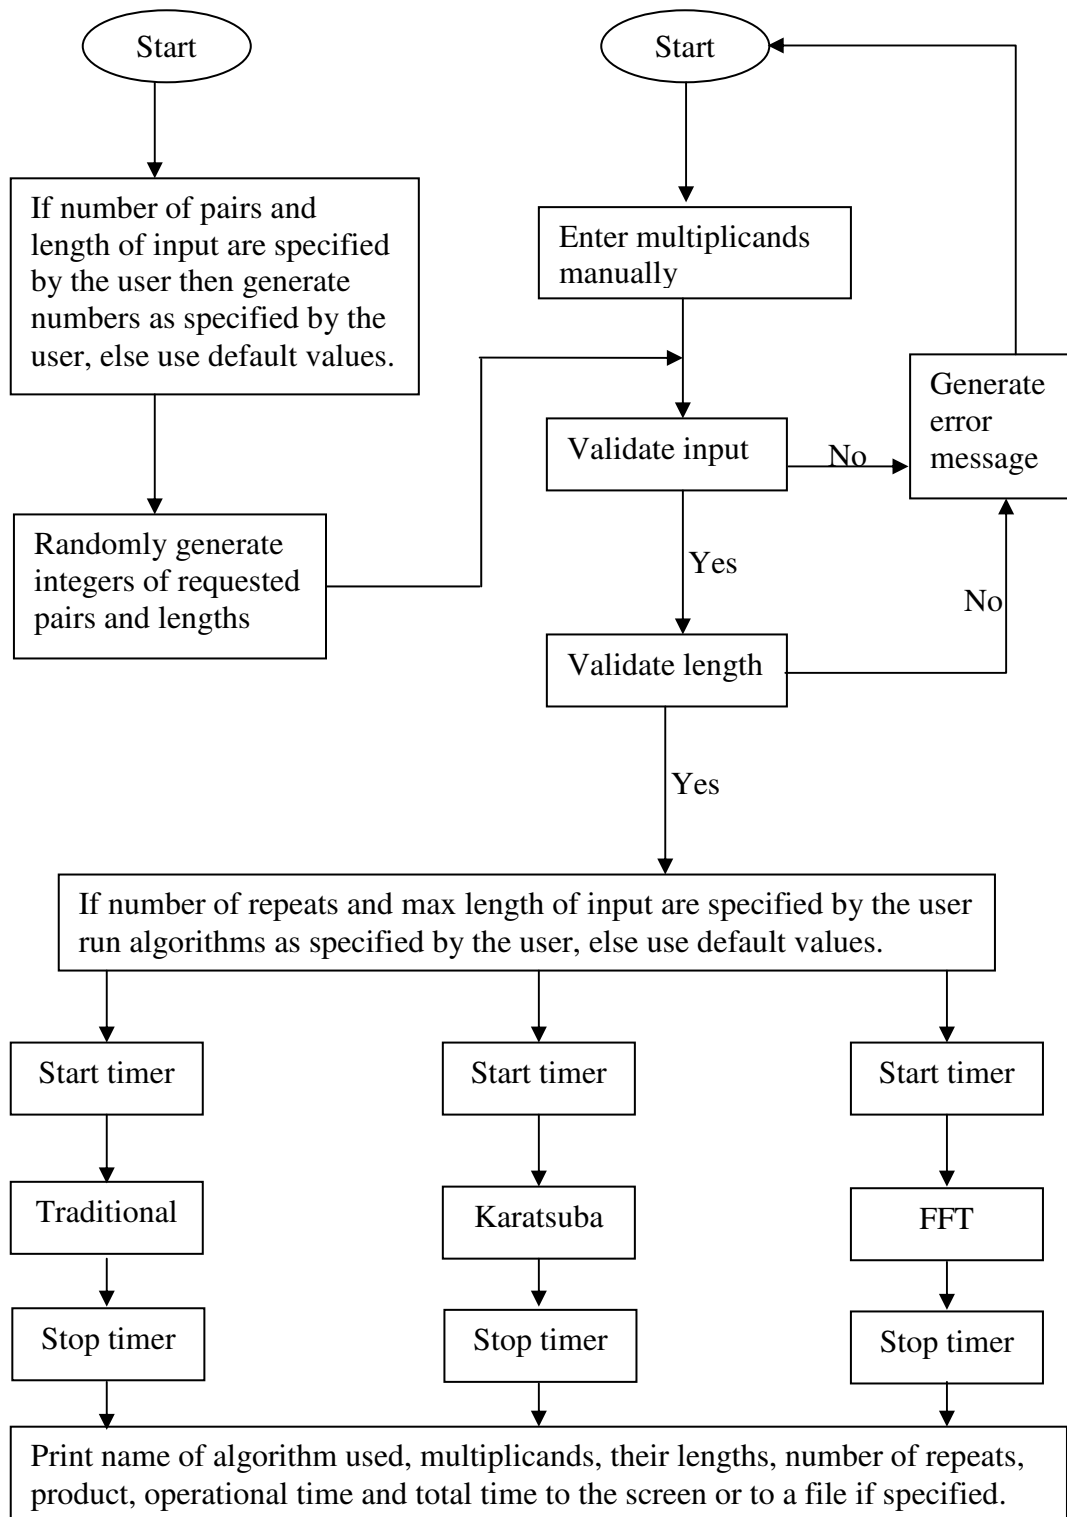 Start
If number of pairs and
length of input are specified
by the user then generate
numbers as specified by the
user, else use default values.
Randomly generate
integers of requested
pairs and lengths
Start
Enter multiplicands
manually
Validate input
No
Generate
error
message
Yes
No
Validate length
Yes
If number of repeats and max length of input are specified by the user
run algorithms as specified by the user, else use default values.
Start timer
Start timer
Start timer
Traditional
Karatsuba
FFT
Stop timer
Stop timer
Stop timer
Print name of algorithm used, multiplicands, their lengths, number of repeats,
product, operational time and total time to the screen or to a file if specified.